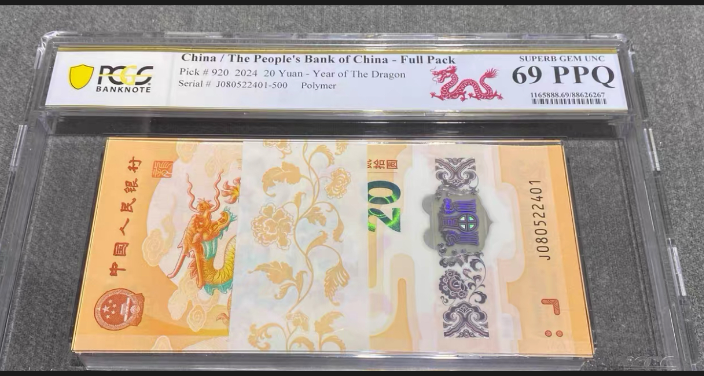 PCGS
BANKNOTE
China / The People's Bank of China - Full Pack
Pick # 920 2024 20 Yuan - Year of The Dragon
Serial # J080522401-500 Polymer
SUPERB GEM UNC
69 PPQ
1165888.69/88626267
中国人民银行
拾圆
20
J080522401